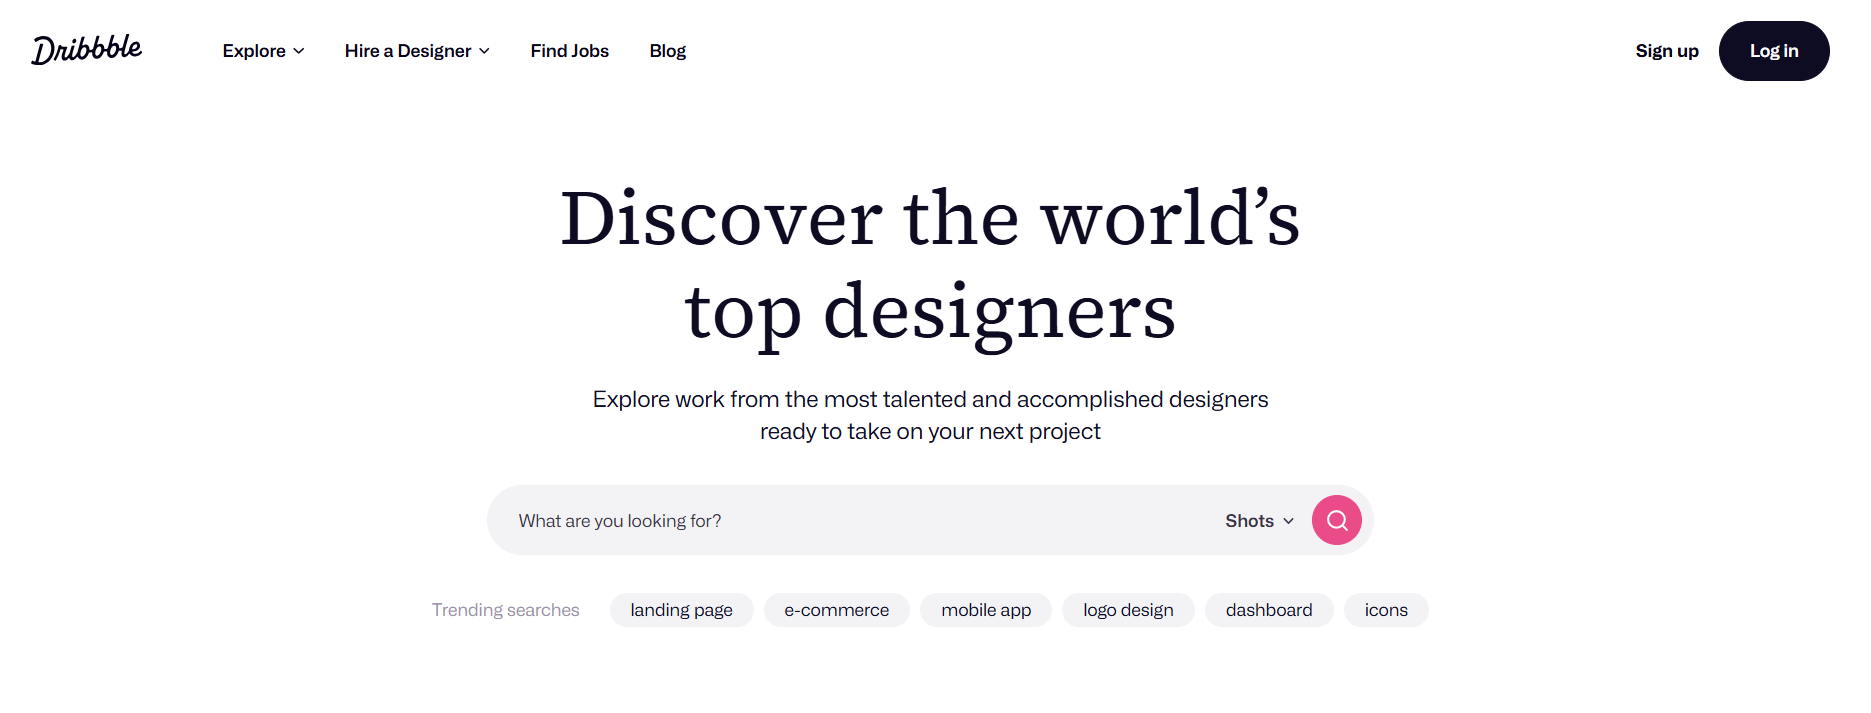 Dribbble
Explore
Hire a Designer
Find Jobs
Blog
Sign up
Log in
Discover the world’s
top designers
Explore work from the most talented and accomplished designers
ready to take on your next project
What are you looking for?
Shots
Trending searches
landing page
e-commerce
mobile app
logo design
dashboard
icons